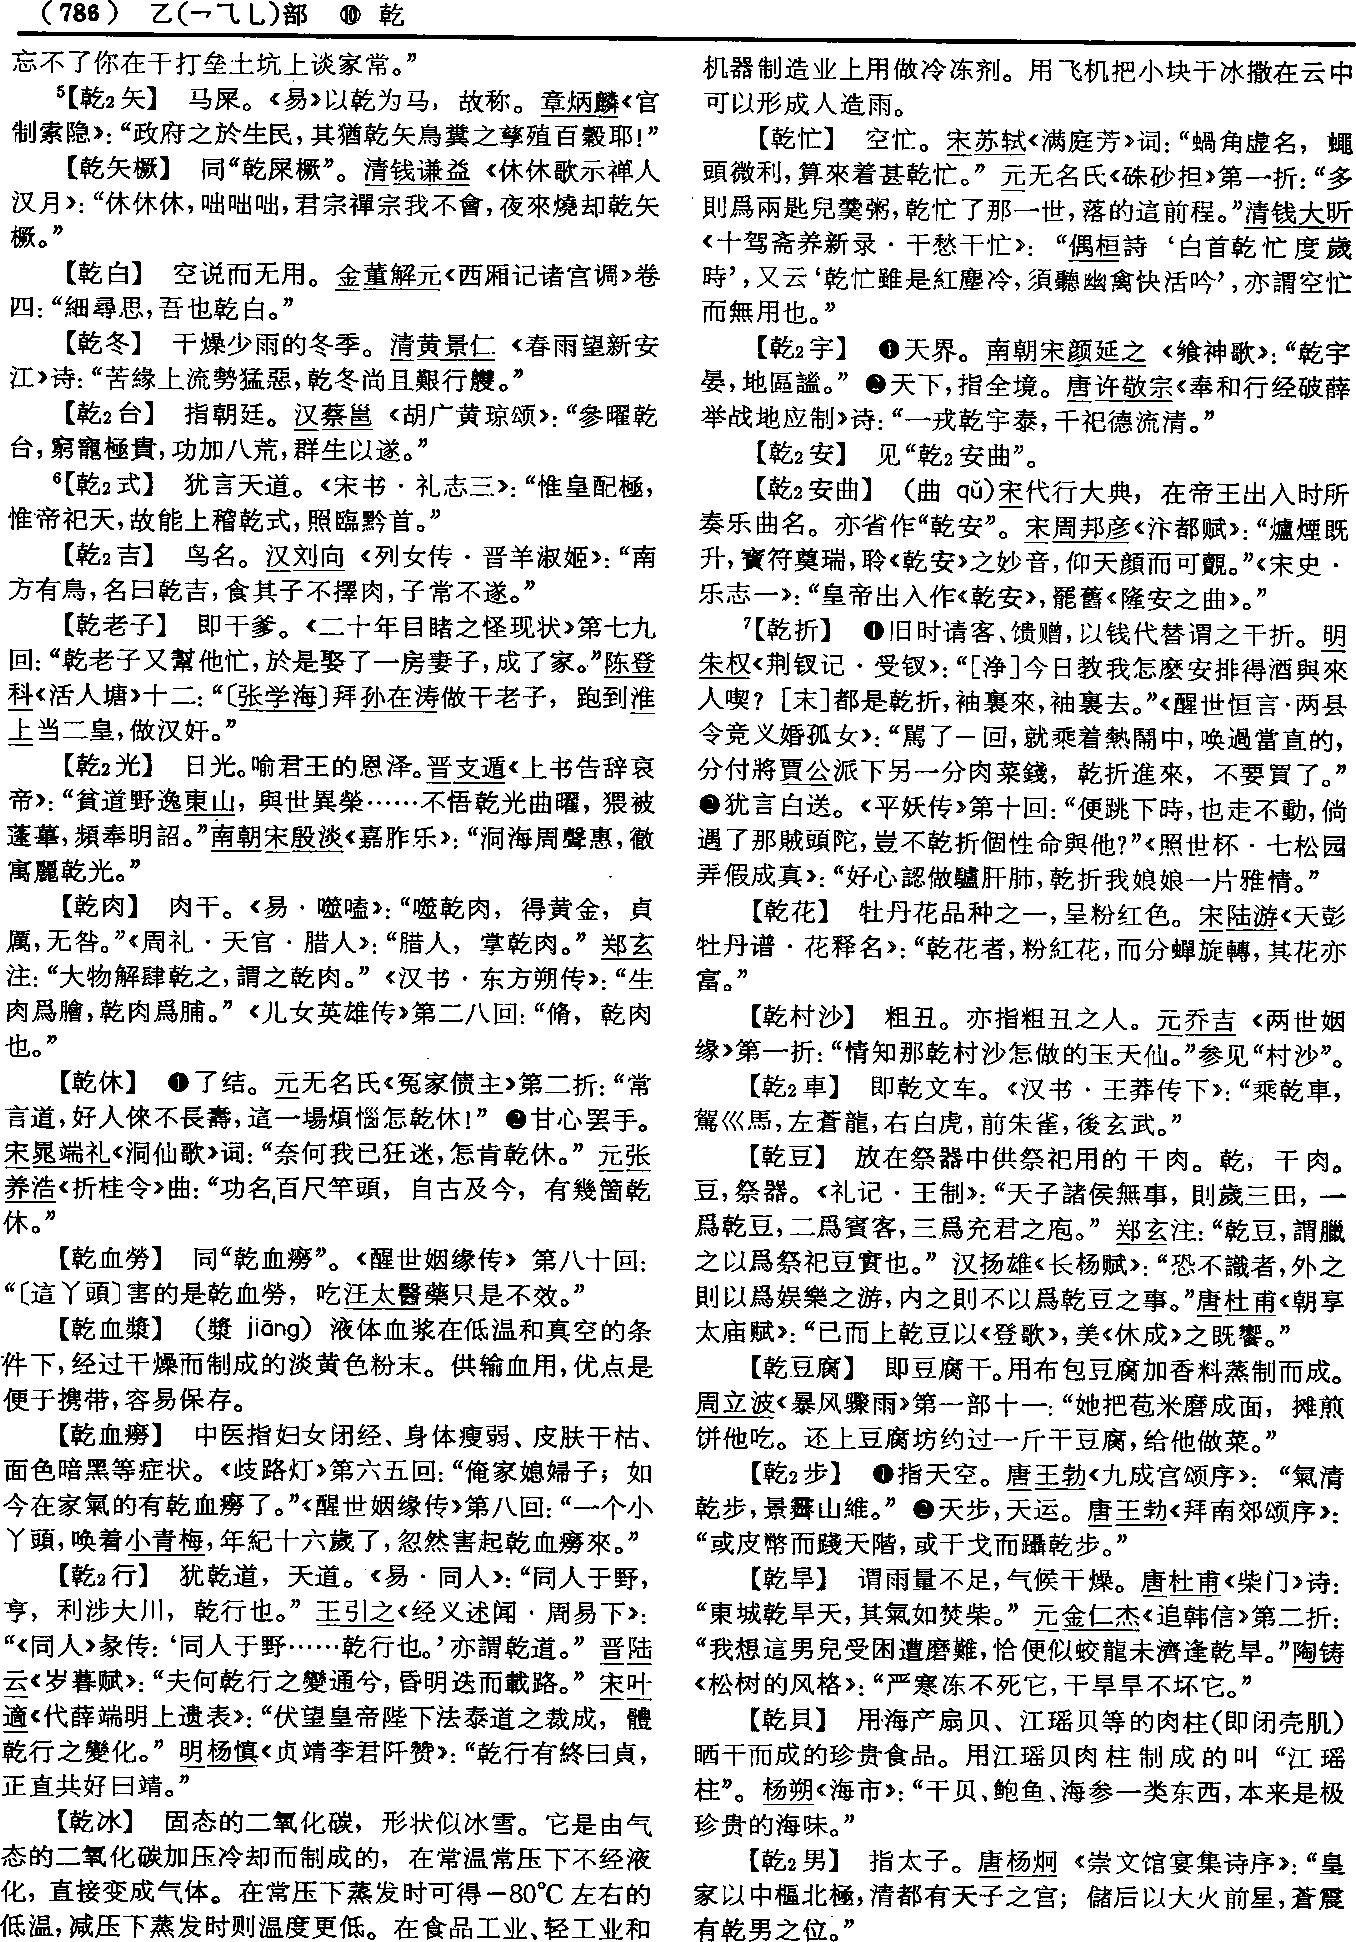 （786） 乙(乛⺄乚)部 ⑩ 乾
忘不了你在干打垒土坑上谈家常。”
⁵【乾₂矢】 马屎。《易》以乾为马，故称。章炳麟《官
制索隐》：“政府之於生民，其猶乾矢鳥糞之孳殖百穀耶！”
【乾矢橛】 同“乾屎橛”。清钱谦益《休休歌示禅人
汉月》：“休休休，咄咄咄，君宗禪宗我不會，夜來燒却乾矢
橛。”
【乾白】 空说而无用。金董解元《西厢记诸宫调》卷
四：“細尋思，吾也乾白。”
【乾冬】 干燥少雨的冬季。清黄景仁《春雨望新安
江》诗：“苦緣上流勢猛惡，乾冬尚且艱行艘。”
【乾₂台】 指朝廷。汉蔡邕《胡广黄琼颂》：“參曜乾
台，窮寵極貴，功加八荒，群生以遂。”
⁶【乾₂式】 犹言天道。《宋书·礼志三》：“惟皇配極，
惟帝祀天，故能上稽乾式，照臨黔首。”
【乾₂吉】 鸟名。汉刘向《列女传·晋羊淑姬》：“南
方有鳥，名曰乾吉，食其子不擇肉，子常不遂。”
【乾老子】 即干爹。《二十年目睹之怪现状》第七九
回：“乾老子又幫他忙，於是娶了一房妻子，成了家。”陈登
科《活人塘》十二：“〔张学海〕拜孙在涛做干老子，跑到淮
上当二皇，做汉奸。”
【乾₂光】 日光。喻君王的恩泽。晋支遁《上书告辞哀
帝》：“貧道野逸東山，與世異榮……不悟乾光曲曜，猥被
蓬蓽，頻奉明詔。”南朝宋殷淡《嘉胙乐》：“洞海周聲惠，徹
寓麗乾光。”
【乾肉】 肉干。《易·噬嗑》：“噬乾肉，得黄金，貞
厲，无咎。”《周礼·天官·腊人》：“腊人，掌乾肉。”郑玄
注：“大物解肆乾之，謂之乾肉。”《汉书·东方朔传》：“生
肉爲膾，乾肉爲脯。”《儿女英雄传》第二八回：“脩，乾肉
也。”
【乾休】 ❶了结。元无名氏《冤家债主》第二折：“常
言道，好人倈不長壽，這一場煩惱怎乾休！”❷甘心罢手。
宋晁端礼《洞仙歌》词：“奈何我已狂迷，怎肯乾休。”元张
养浩《折桂令》曲：“功名百尺竿頭，自古及今，有幾箇乾
休。”
【乾血勞】 同“乾血癆”。《醒世姻缘传》第八十回：
“〔這丫頭〕害的是乾血勞，吃汪太醫藥只是不效。”
【乾血漿】 （漿 jiāng）液体血浆在低温和真空的条
件下，经过干燥而制成的淡黄色粉末。供输血用，优点是
便于携带，容易保存。
【乾血癆】 中医指妇女闭经、身体瘦弱、皮肤干枯、
面色暗黑等症状。《歧路灯》第六五回：“俺家媳婦子；如
今在家氣的有乾血癆了。”《醒世姻缘传》第八回：“一个小
丫頭，唤着小青梅，年紀十六歲了，忽然害起乾血癆來。”
【乾₂行】 犹乾道，天道。《易·同人》：“同人于野，
亨，利涉大川，乾行也。”王引之《经义述闻·周易下》：
“《同人》彖传：‘同人于野……乾行也。’亦謂乾道。”晋陆
云《岁暮赋》：“夫何乾行之變通兮，昏明迭而載路。”宋叶
適《代薛端明上遗表》：“伏望皇帝陛下法泰道之裁成，體
乾行之變化。”明杨慎《贞靖李君阡赞》：“乾行有終曰貞，
正直共好曰靖。”
【乾冰】 固态的二氧化碳，形状似冰雪。它是由气
态的二氧化碳加压冷却而制成的，在常温常压下不经液
化，直接变成气体。在常压下蒸发时可得－80℃左右的
低温，减压下蒸发时则温度更低。在食品工业、轻工业和
机器制造业上用做冷冻剂。用飞机把小块干冰撒在云中
可以形成人造雨。
【乾忙】 空忙。宋苏轼《满庭芳》词：“蝸角虚名，蠅
頭微利，算來着甚乾忙。”元无名氏《硃砂担》第一折：“多
則爲兩匙兒羹粥，乾忙了那一世，落的這前程。”清钱大昕
《十驾斋养新录·干愁干忙》：“偶桓詩‘白首乾忙度歲
時’，又云‘乾忙雖是紅塵冷，須聽幽禽快活吟’，亦謂空忙
而無用也。”
【乾₂宇】 ❶天界。南朝宋颜延之《飨神歌》：“乾宇
晏，地區謐。”❷天下，指全境。唐许敬宗《奉和行经破薛
举战地应制》诗：“一戎乾宇泰，千祀德流清。”
【乾₂安】 见“乾₂安曲”。
【乾₂安曲】 （曲 qǔ）宋代行大典，在帝王出入时所
奏乐曲名。亦省作“乾安”。宋周邦彦《汴都赋》：“爐煙既
升，寶符奠瑞，聆《乾安》之妙音，仰天顔而可覿。”《宋史·
乐志一》：“皇帝出入作《乾安》，罷舊《隆安之曲》。”
⁷【乾折】 ❶旧时请客、馈赠，以钱代替谓之干折。明
朱权《荆钗记·受钗》：“［净］今日教我怎麽安排得酒與來
人喫？［末］都是乾折，袖裏來，袖裏去。”《醒世恒言·两县
令竞义婚孤女》：“駡了一回，就乘着熱鬧中，唤過當直的，
分付將賈公派下另一分肉菜錢，乾折進來，不要買了。”
❷犹言白送。《平妖传》第十回：“便跳下時，也走不動，倘
遇了那賊頭陀，豈不乾折個性命與他？”《照世杯·七松园
弄假成真》：“好心認做驢肝肺，乾折我娘娘一片雅情。”
【乾花】 牡丹花品种之一，呈粉红色。宋陆游《天彭
牡丹谱·花释名》：“乾花者，粉紅花，而分蟬旋轉，其花亦
富。”
【乾村沙】 粗丑。亦指粗丑之人。元乔吉《两世姻
缘》第一折：“情知那乾村沙怎做的玉天仙。”参见“村沙”。
【乾₂車】 即乾文车。《汉书·王莽传下》：“乘乾車，
駕巛馬，左蒼龍，右白虎，前朱雀，後玄武。”
【乾豆】 放在祭器中供祭祀用的干肉。乾，干肉。
豆，祭器。《礼记·王制》：“天子諸侯無事，則歲三田，一
爲乾豆，二爲賓客，三爲充君之庖。”郑玄注：“乾豆，謂臘
之以爲祭祀豆實也。”汉扬雄《长杨赋》：“恐不識者，外之
則以爲娱樂之游，内之則不以爲乾豆之事。”唐杜甫《朝享
太庙赋》：“已而上乾豆以《登歌》，美《休成》之既饗。”
【乾豆腐】 即豆腐干。用布包豆腐加香料蒸制而成。
周立波《暴风骤雨》第一部十一：“她把苞米磨成面，摊煎
饼他吃。还上豆腐坊约过一斤干豆腐，给他做菜。”
【乾₂步】 ❶指天空。唐王勃《九成宫颂序》：“氣清
乾步，景霽山維。”❷天步，天运。唐王勃《拜南郊颂序》：
“或皮幣而踐天階，或干戈而躡乾步。”
【乾旱】 谓雨量不足，气候干燥。唐杜甫《柴门》诗：
“東城乾旱天，其氣如焚柴。”元金仁杰《追韩信》第二折：
“我想這男兒受困遭磨難，恰便似蛟龍未濟逢乾旱。”陶铸
《松树的风格》：“严寒冻不死它，干旱旱不坏它。”
【乾貝】 用海产扇贝、江瑶贝等的肉柱（即闭壳肌）
晒干而成的珍贵食品。用江瑶贝肉柱制成的叫“江瑶
柱”。杨朔《海市》：“干贝、鲍鱼、海参一类东西，本来是极
珍贵的海味。”
【乾₂男】 指太子。唐杨炯《崇文馆宴集诗序》：“皇
家以中樞北極，清都有天子之宫；儲后以大火前星，蒼震
有乾男之位。”